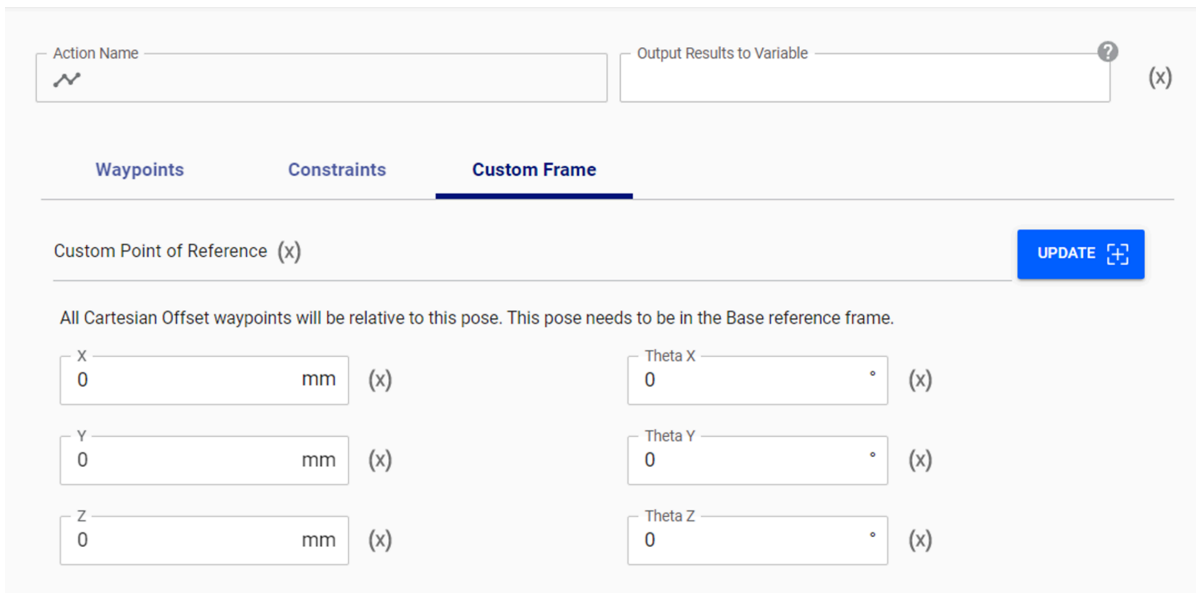 Action Name
Output Results to Variable ?
(x)
Waypoints Constraints Custom Frame
Custom Point of Reference (x)
UPDATE
All Cartesian Offset waypoints will be relative to this pose. This pose needs to be in the Base reference frame.
X
0 mm (x)
Theta X
0 ° (x)
Y
0 mm (x)
Theta Y
0 ° (x)
Z
0 mm (x)
Theta Z
0 ° (x)